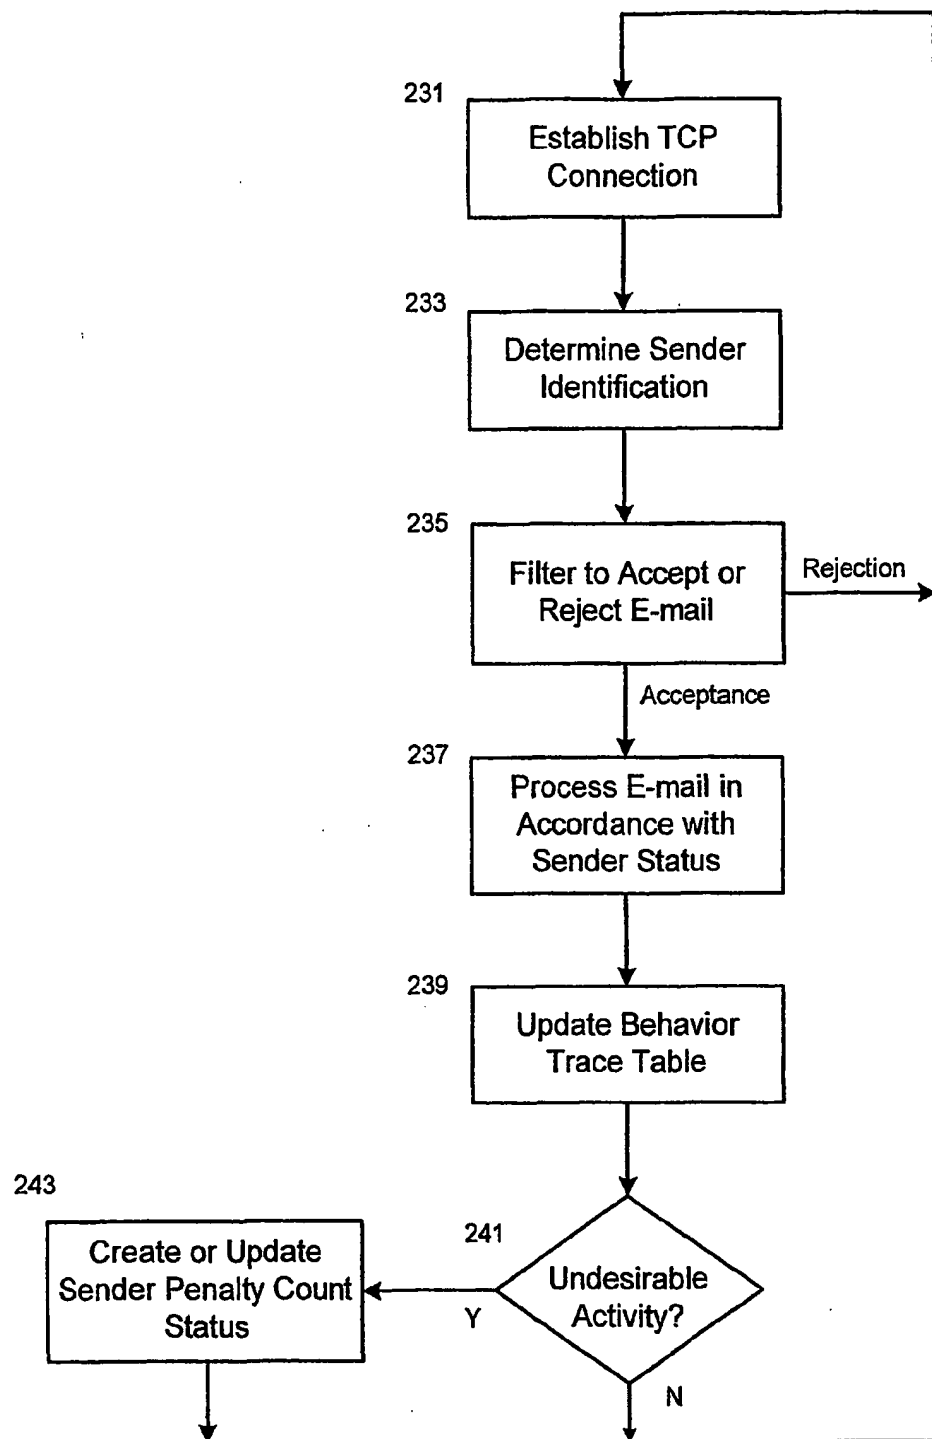 231
Establish TCP
Connection
233
Determine Sender
Identification
235
Filter to Accept or
Reject E-mail
Rejection
Acceptance
237
Process E-mail in
Accordance with
Sender Status
239
Update Behavior
Trace Table
243
Create or Update
Sender Penalty Count
Status
241
Undesirable
Activity?
Y
N